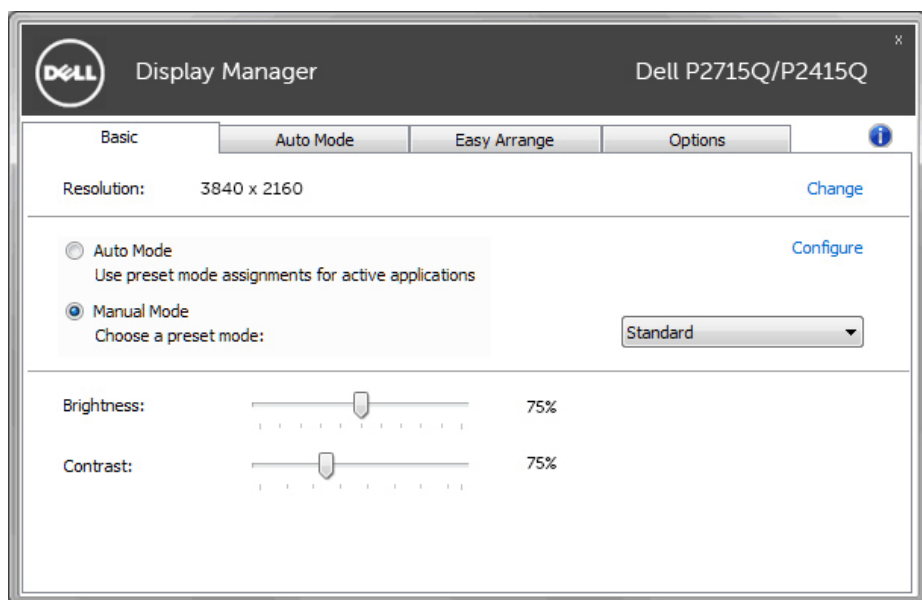 DELL Display Manager Dell P2715Q/P2415Q x
Basic Auto Mode Easy Arrange Options i
Resolution: 3840 x 2160 Change
Auto Mode Configure
Use preset mode assignments for active applications
Manual Mode
Choose a preset mode: Standard
Brightness: 75%
Contrast: 75%